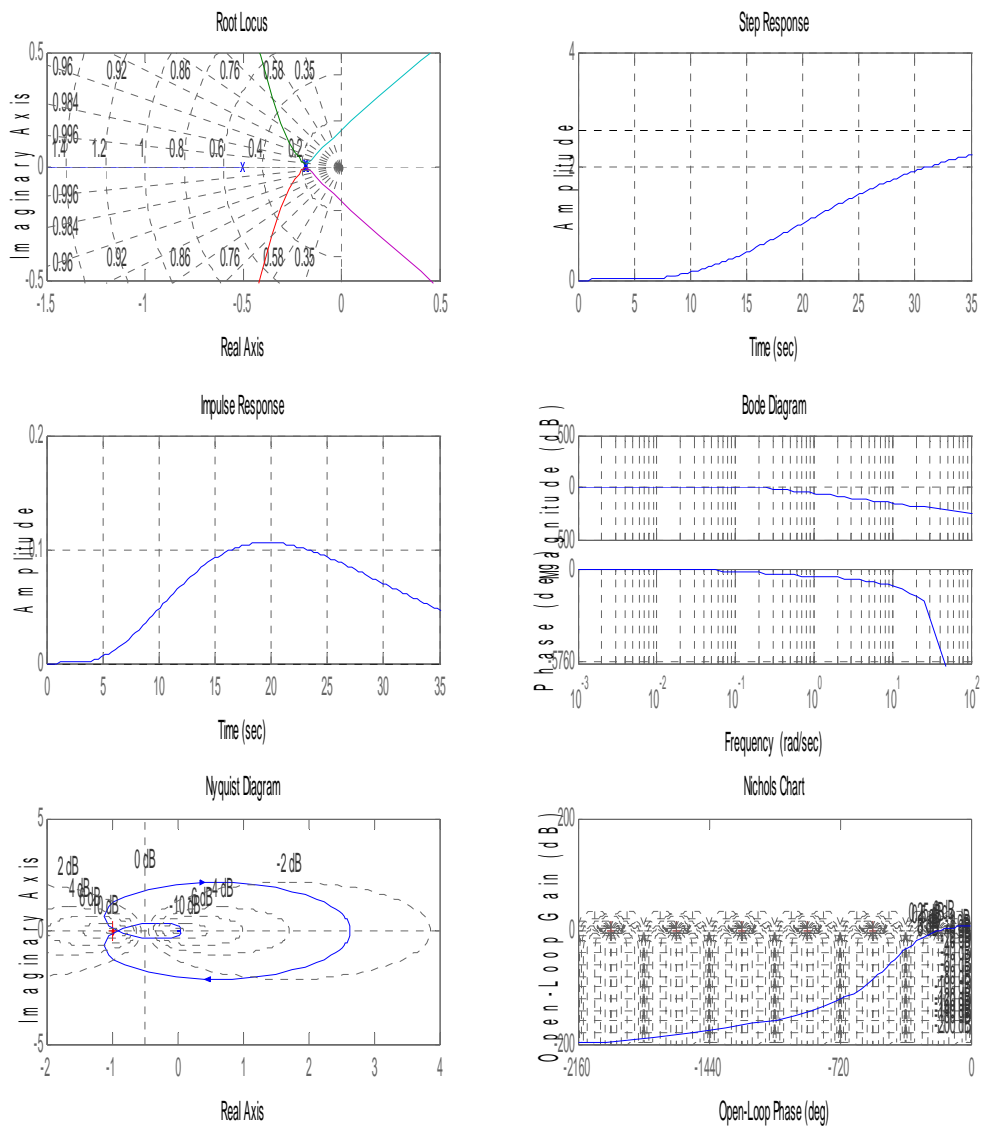 Root Locus
Imaginary Axis
0.5
0
-0.5
0.96 0.92 0.86 0.76 0.58 0.35
0.984
0.996
1.4 1.2 1 0.8 0.6 0.4 0.2
0.996
0.984
0.96 0.92 0.86 0.76 0.58 0.35
-1.5 -1 -0.5 0 0.5
Real Axis
Step Response
Amplitude
4
0
0 5 10 15 20 25 30 35
Time (sec)
Impulse Response
Amplitude
0.2
0.1
0
0 5 10 15 20 25 30 35
Time (sec)
Bode Diagram
Magnitude (dB)
500
0
Phase (deg)
0
-5760
10^-3 10^-2 10^-1 10^0 10^1 10^2
Frequency (rad/sec)
Nyquist Diagram
Imaginary Axis
5
0
-5
2 dB 0 dB -2 dB
4 dB -4 dB
-10 dB
-2 -1 0 1 2 3 4
Real Axis
Nichols Chart
Open-Loop Gain (dB)
200
0
-200
-2160 -1440 -720 0
Open-Loop Phase (deg)